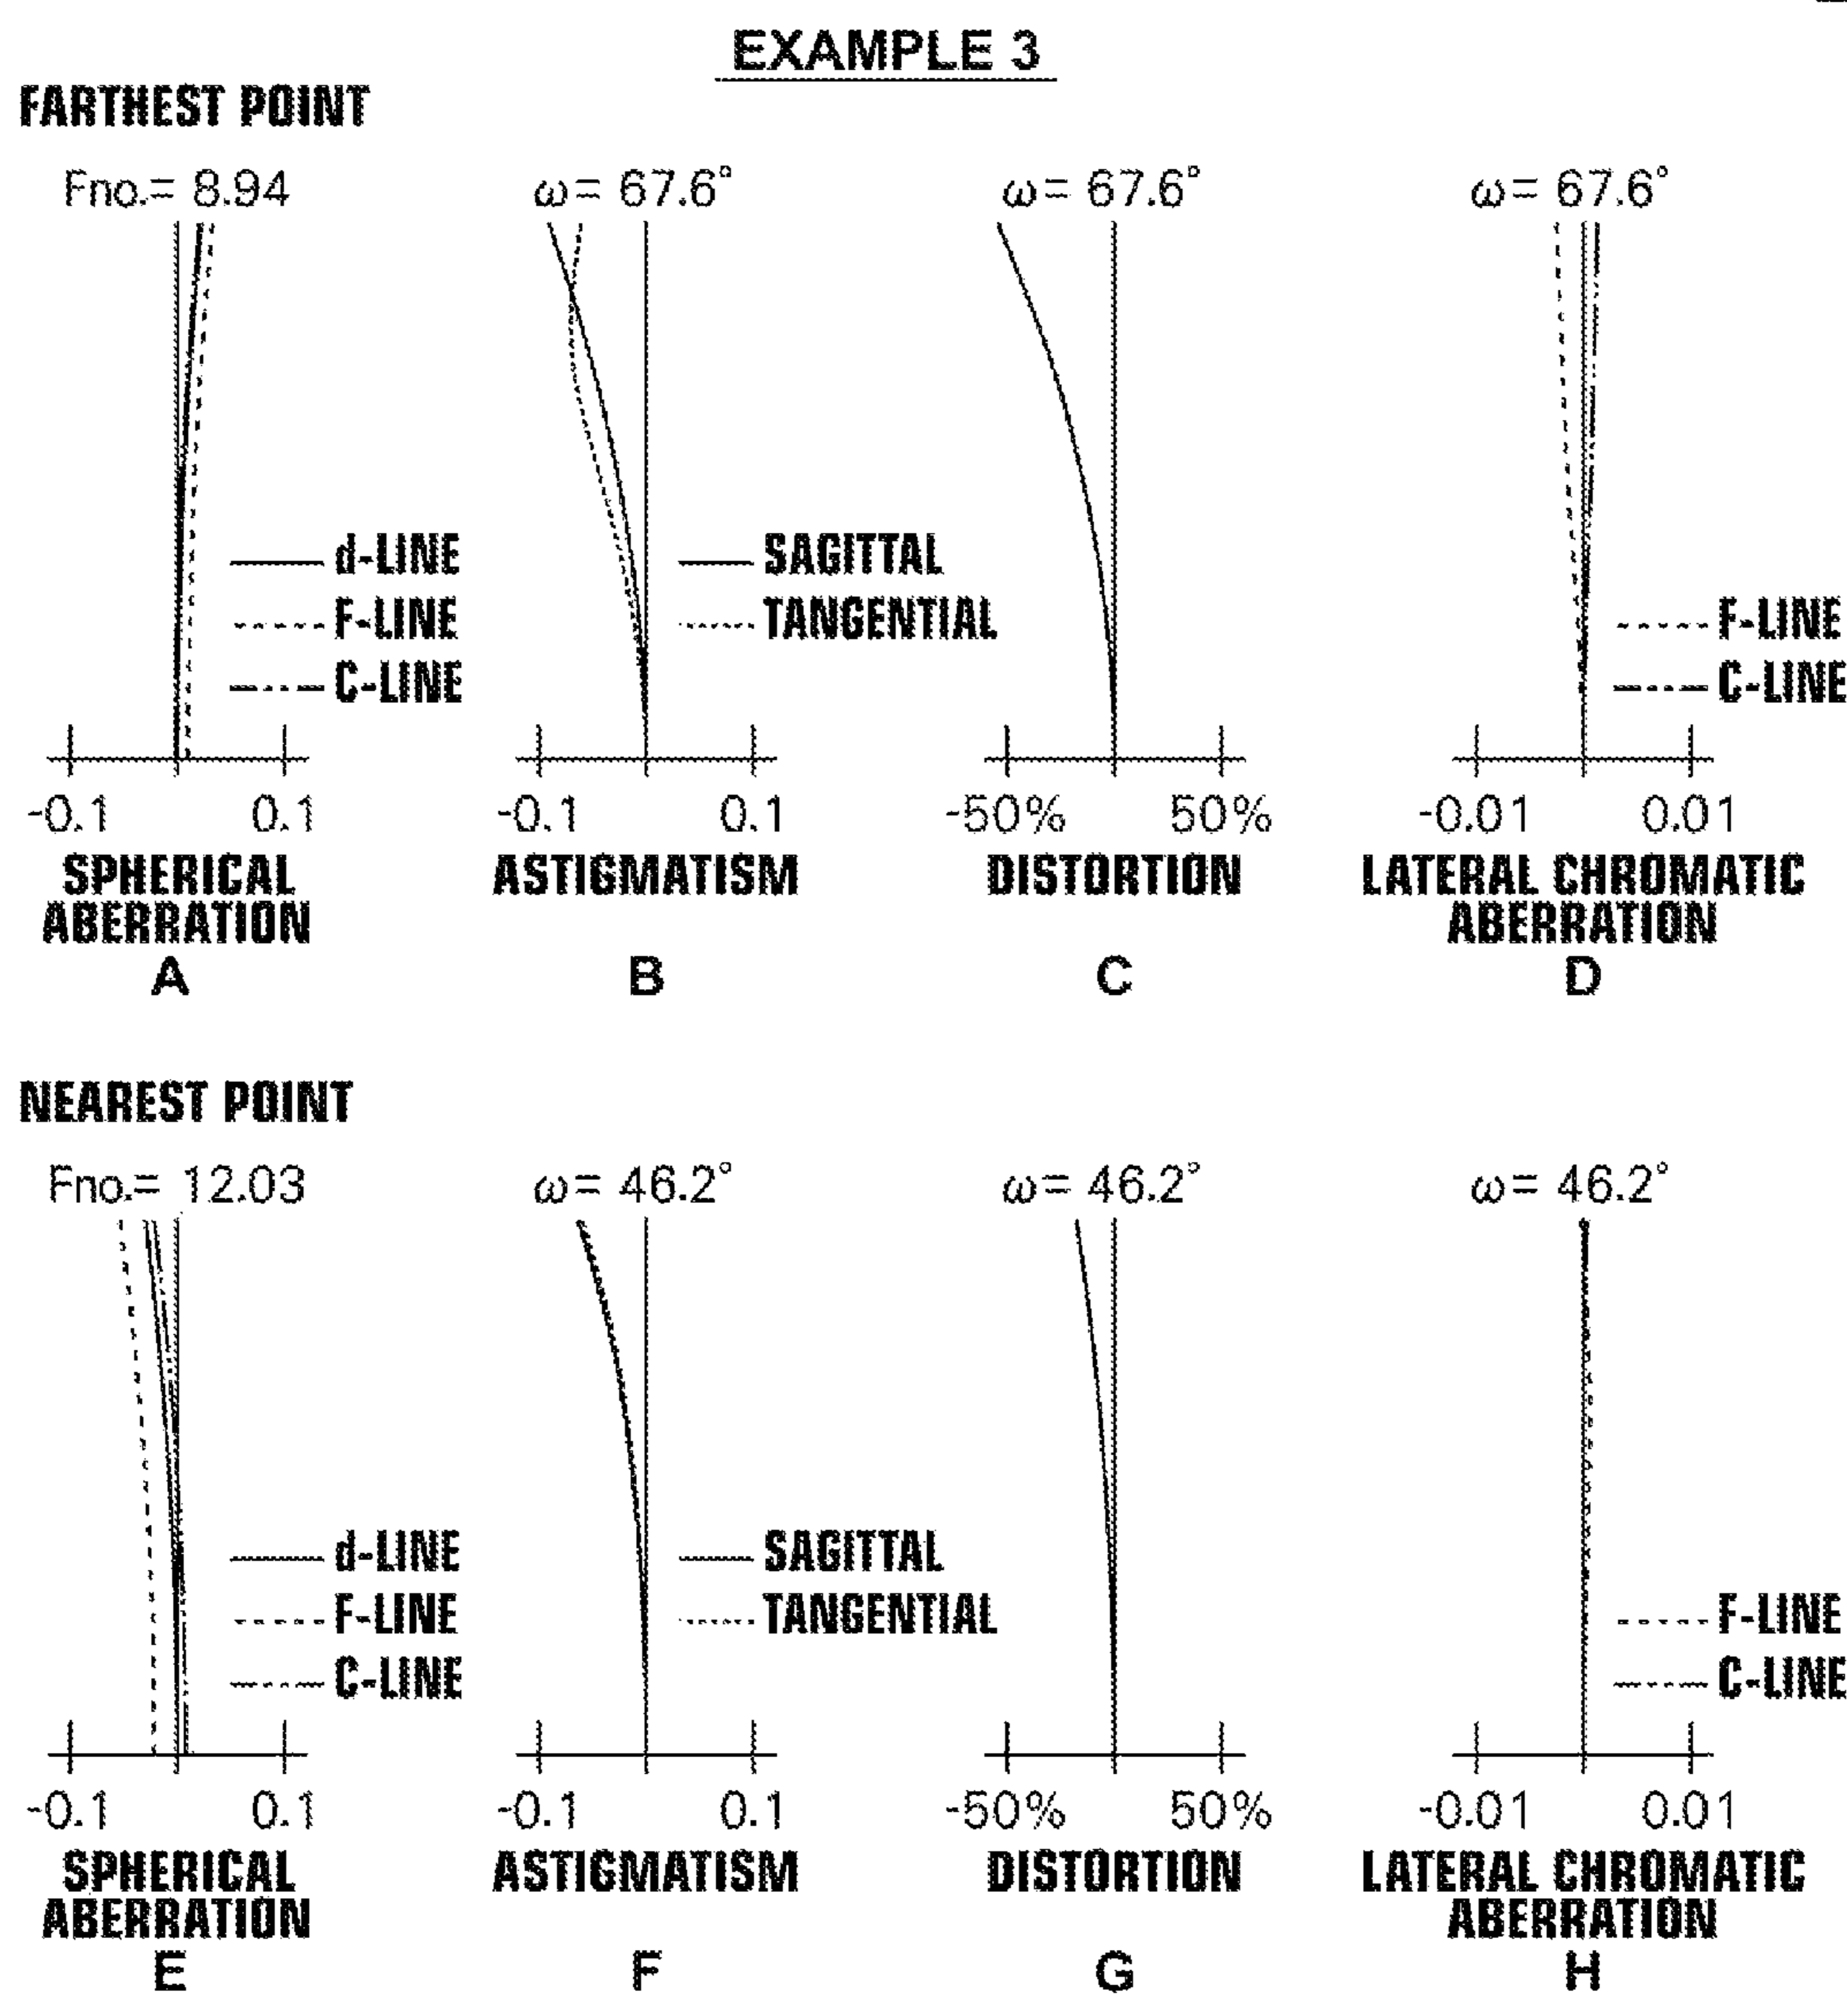 EXAMPLE 3
FARTHEST POINT
Fno.= 8.94
ω= 67.6°
ω= 67.6°
ω= 67.6°
d-LINE
F-LINE
C-LINE
SAGITTAL
TANGENTIAL
F-LINE
C-LINE
-0.1 0.1
-0.1 0.1
-50% 50%
-0.01 0.01
SPHERICAL
ABERRATION
ASTIGMATISM
DISTORTION
LATERAL CHROMATIC
ABERRATION
A
B
C
D
NEAREST POINT
Fno.= 12.03
ω= 46.2°
ω= 46.2°
ω= 46.2°
d-LINE
F-LINE
C-LINE
SAGITTAL
TANGENTIAL
F-LINE
C-LINE
-0.1 0.1
-0.1 0.1
-50% 50%
-0.01 0.01
SPHERICAL
ABERRATION
ASTIGMATISM
DISTORTION
LATERAL CHROMATIC
ABERRATION
E
F
G
H